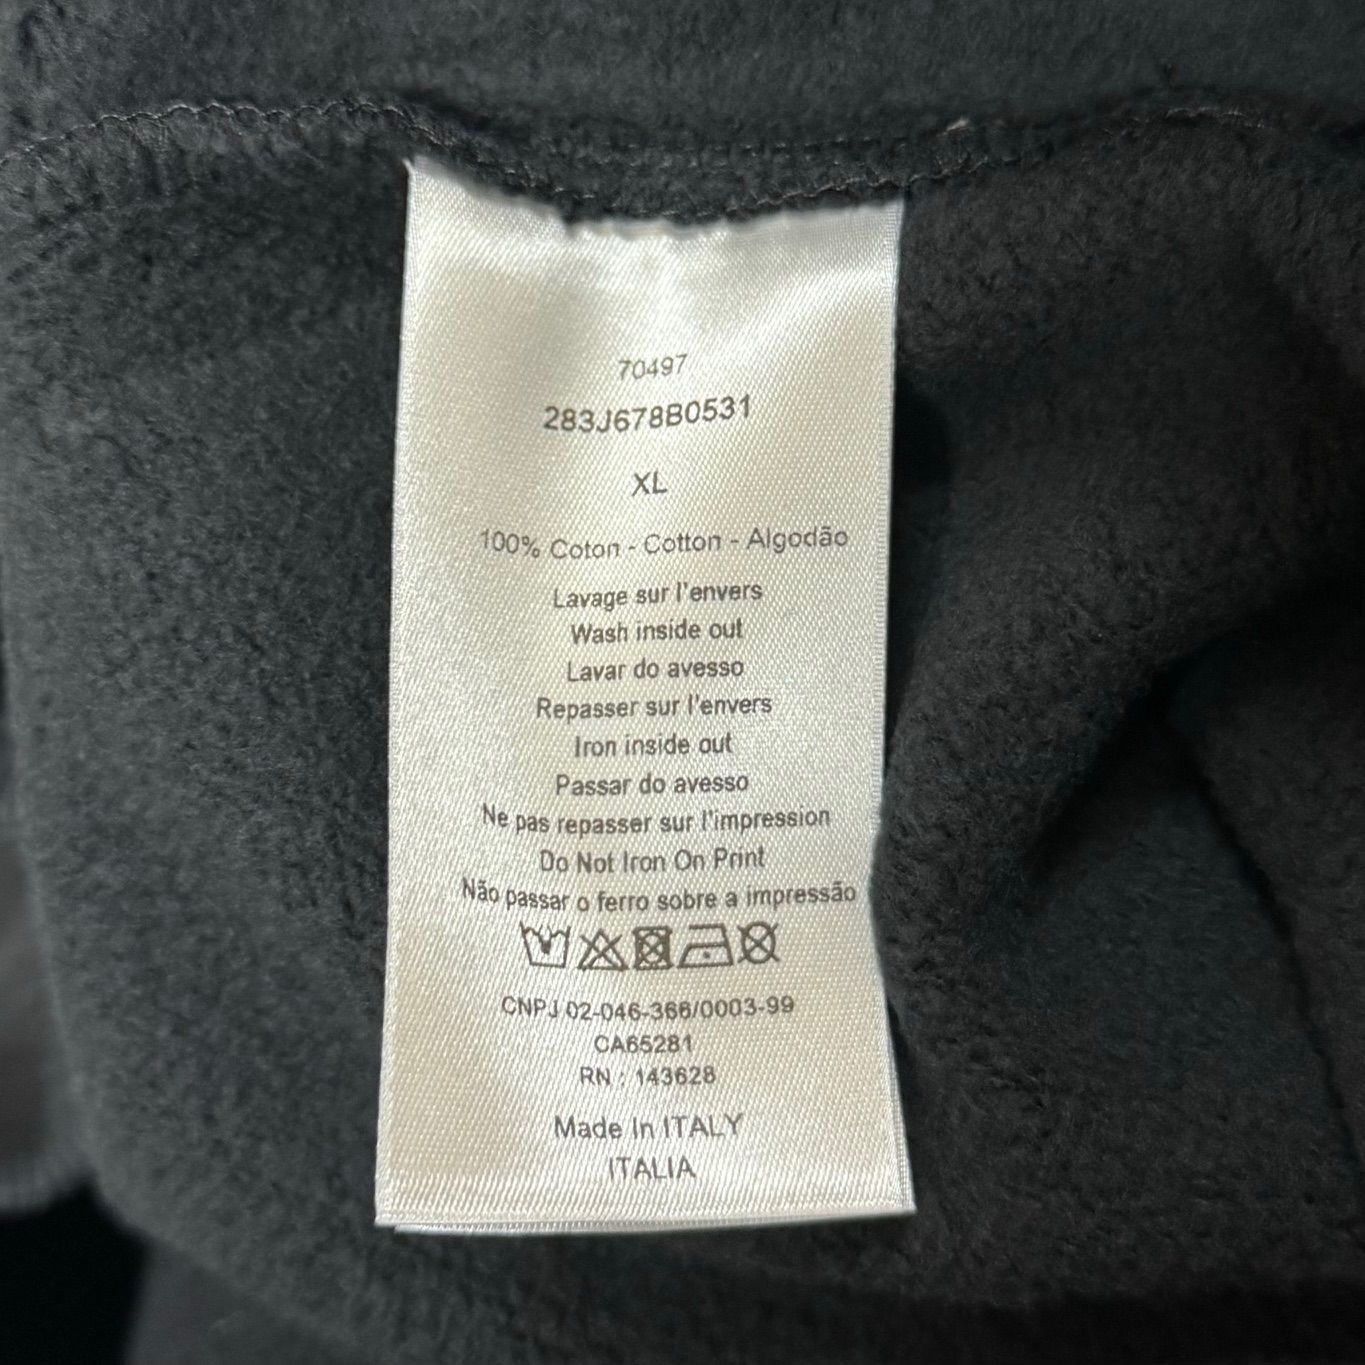 70497
283J678B0531
XL
100% Coton - Cotton - Algodão
Lavage sur l'envers
Wash inside out
Lavar do avesso
Repasser sur l'envers
Iron inside out
Passar do avesso
Ne pas repasser sur l'impression
Do Not Iron On Print
Não passar o ferro sobre a impressão
CNPJ 02-046-366/0003-99
CA65281
RN : 143628
Made In ITALY
ITALIA